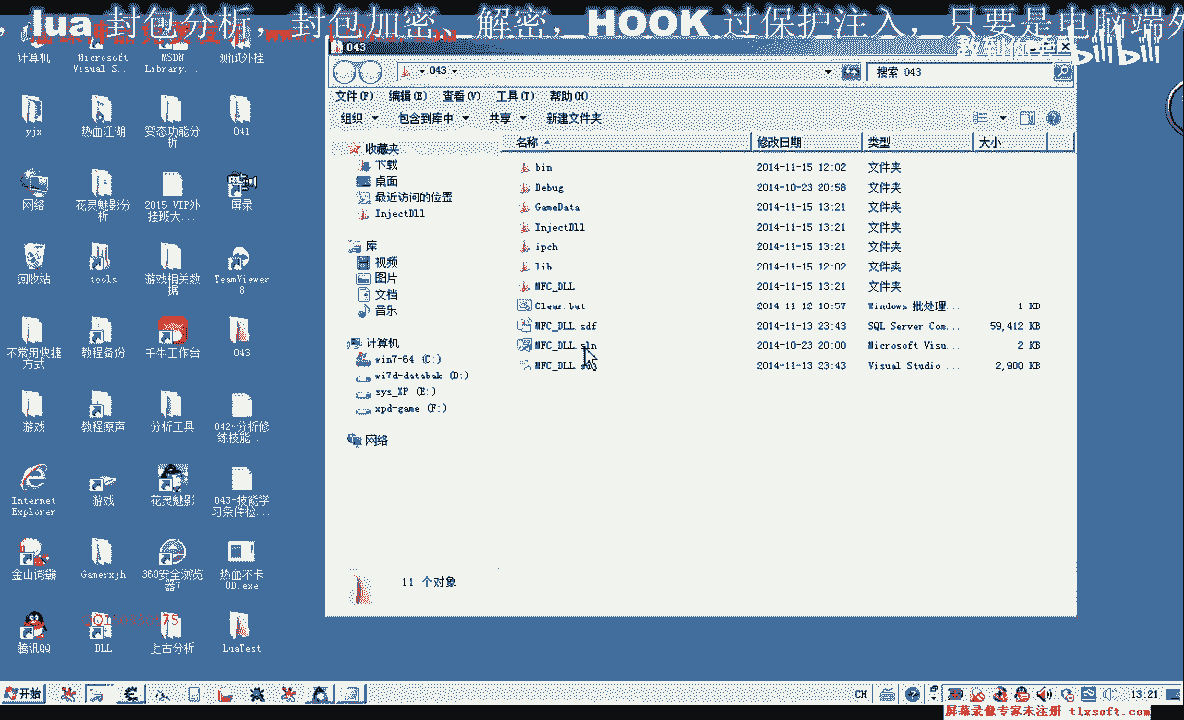 ，lua 封包分析，封包加密，解密，HOOK 过保护注入，只要是电脑端外
bilibili
计算机
Microsoft Visual S...
MSDN Library...
测试外挂
yjx
热血江湖
变态功能分析
041
网络
花灵魅影分析
2015 VIP外挂班大...
屏录
回收站
tools
游戏相关数据
TeamViewer 8
不常用快捷方式
教程备份
千牛工作台
043
游戏
教程原声
分析工具
042-分析修炼技能...
Internet Explorer
游戏
花灵魅影
043-技能学习条件检...
Gamerxjh
360安全浏览器7
热血不卡OD.exe
腾讯QQ
DLL
上古分析
LuaTest
043
043
搜索 043
文件(F) 编辑(E) 查看(V) 工具(T) 帮助(H)
组织 包含到库中 共享 新建文件夹
收藏夹
下载
桌面
最近访问的位置
InjectDll
库
视频
图片
文档
音乐
计算机
win7-64 (C:)
wi7d-databak (D:)
sys_XP (E:)
xpd-game (F:)
网络
名称 修改日期 类型 大小
bin 2014-11-15 12:02 文件夹
Debug 2014-10-23 20:58 文件夹
GameData 2014-11-15 13:21 文件夹
InjectDll 2014-11-15 13:21 文件夹
ipch 2014-11-15 13:21 文件夹
lib 2014-11-15 12:02 文件夹
MFC_DLL 2014-11-15 13:21 文件夹
Clear.bat 2014-11-12 10:57 Windows 批处理... 1 KB
MFC_DLL.sdf 2014-11-13 23:43 SQL Server Com... 59,412 KB
MFC_DLL.sln 2014-10-23 20:00 Microsoft Visu... 2 KB
MFC_DLL 2014-11-13 23:43 Visual Studio ... 2,900 KB
11 个对象
开始
CH
13:21
屏幕录像专家未注册 tlxsoft.com